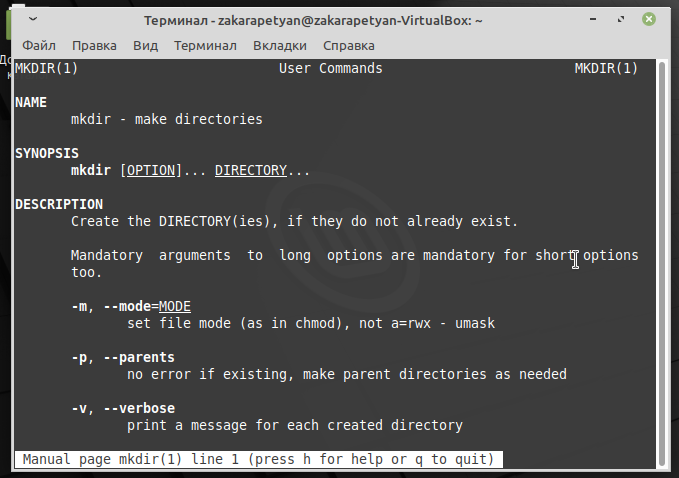 Терминал - zakarapetyan@zakarapetyan-VirtualBox: ~
Файл Правка Вид Терминал Вкладки Справка
MKDIR(1) User Commands MKDIR(1)
NAME
mkdir - make directories
SYNOPSIS
mkdir [OPTION]... DIRECTORY...
DESCRIPTION
Create the DIRECTORY(ies), if they do not already exist.
Mandatory arguments to long options are mandatory for short options
too.
-m, --mode=MODE
set file mode (as in chmod), not a=rwx - umask
-p, --parents
no error if existing, make parent directories as needed
-v, --verbose
print a message for each created directory
Manual page mkdir(1) line 1 (press h for help or q to quit)